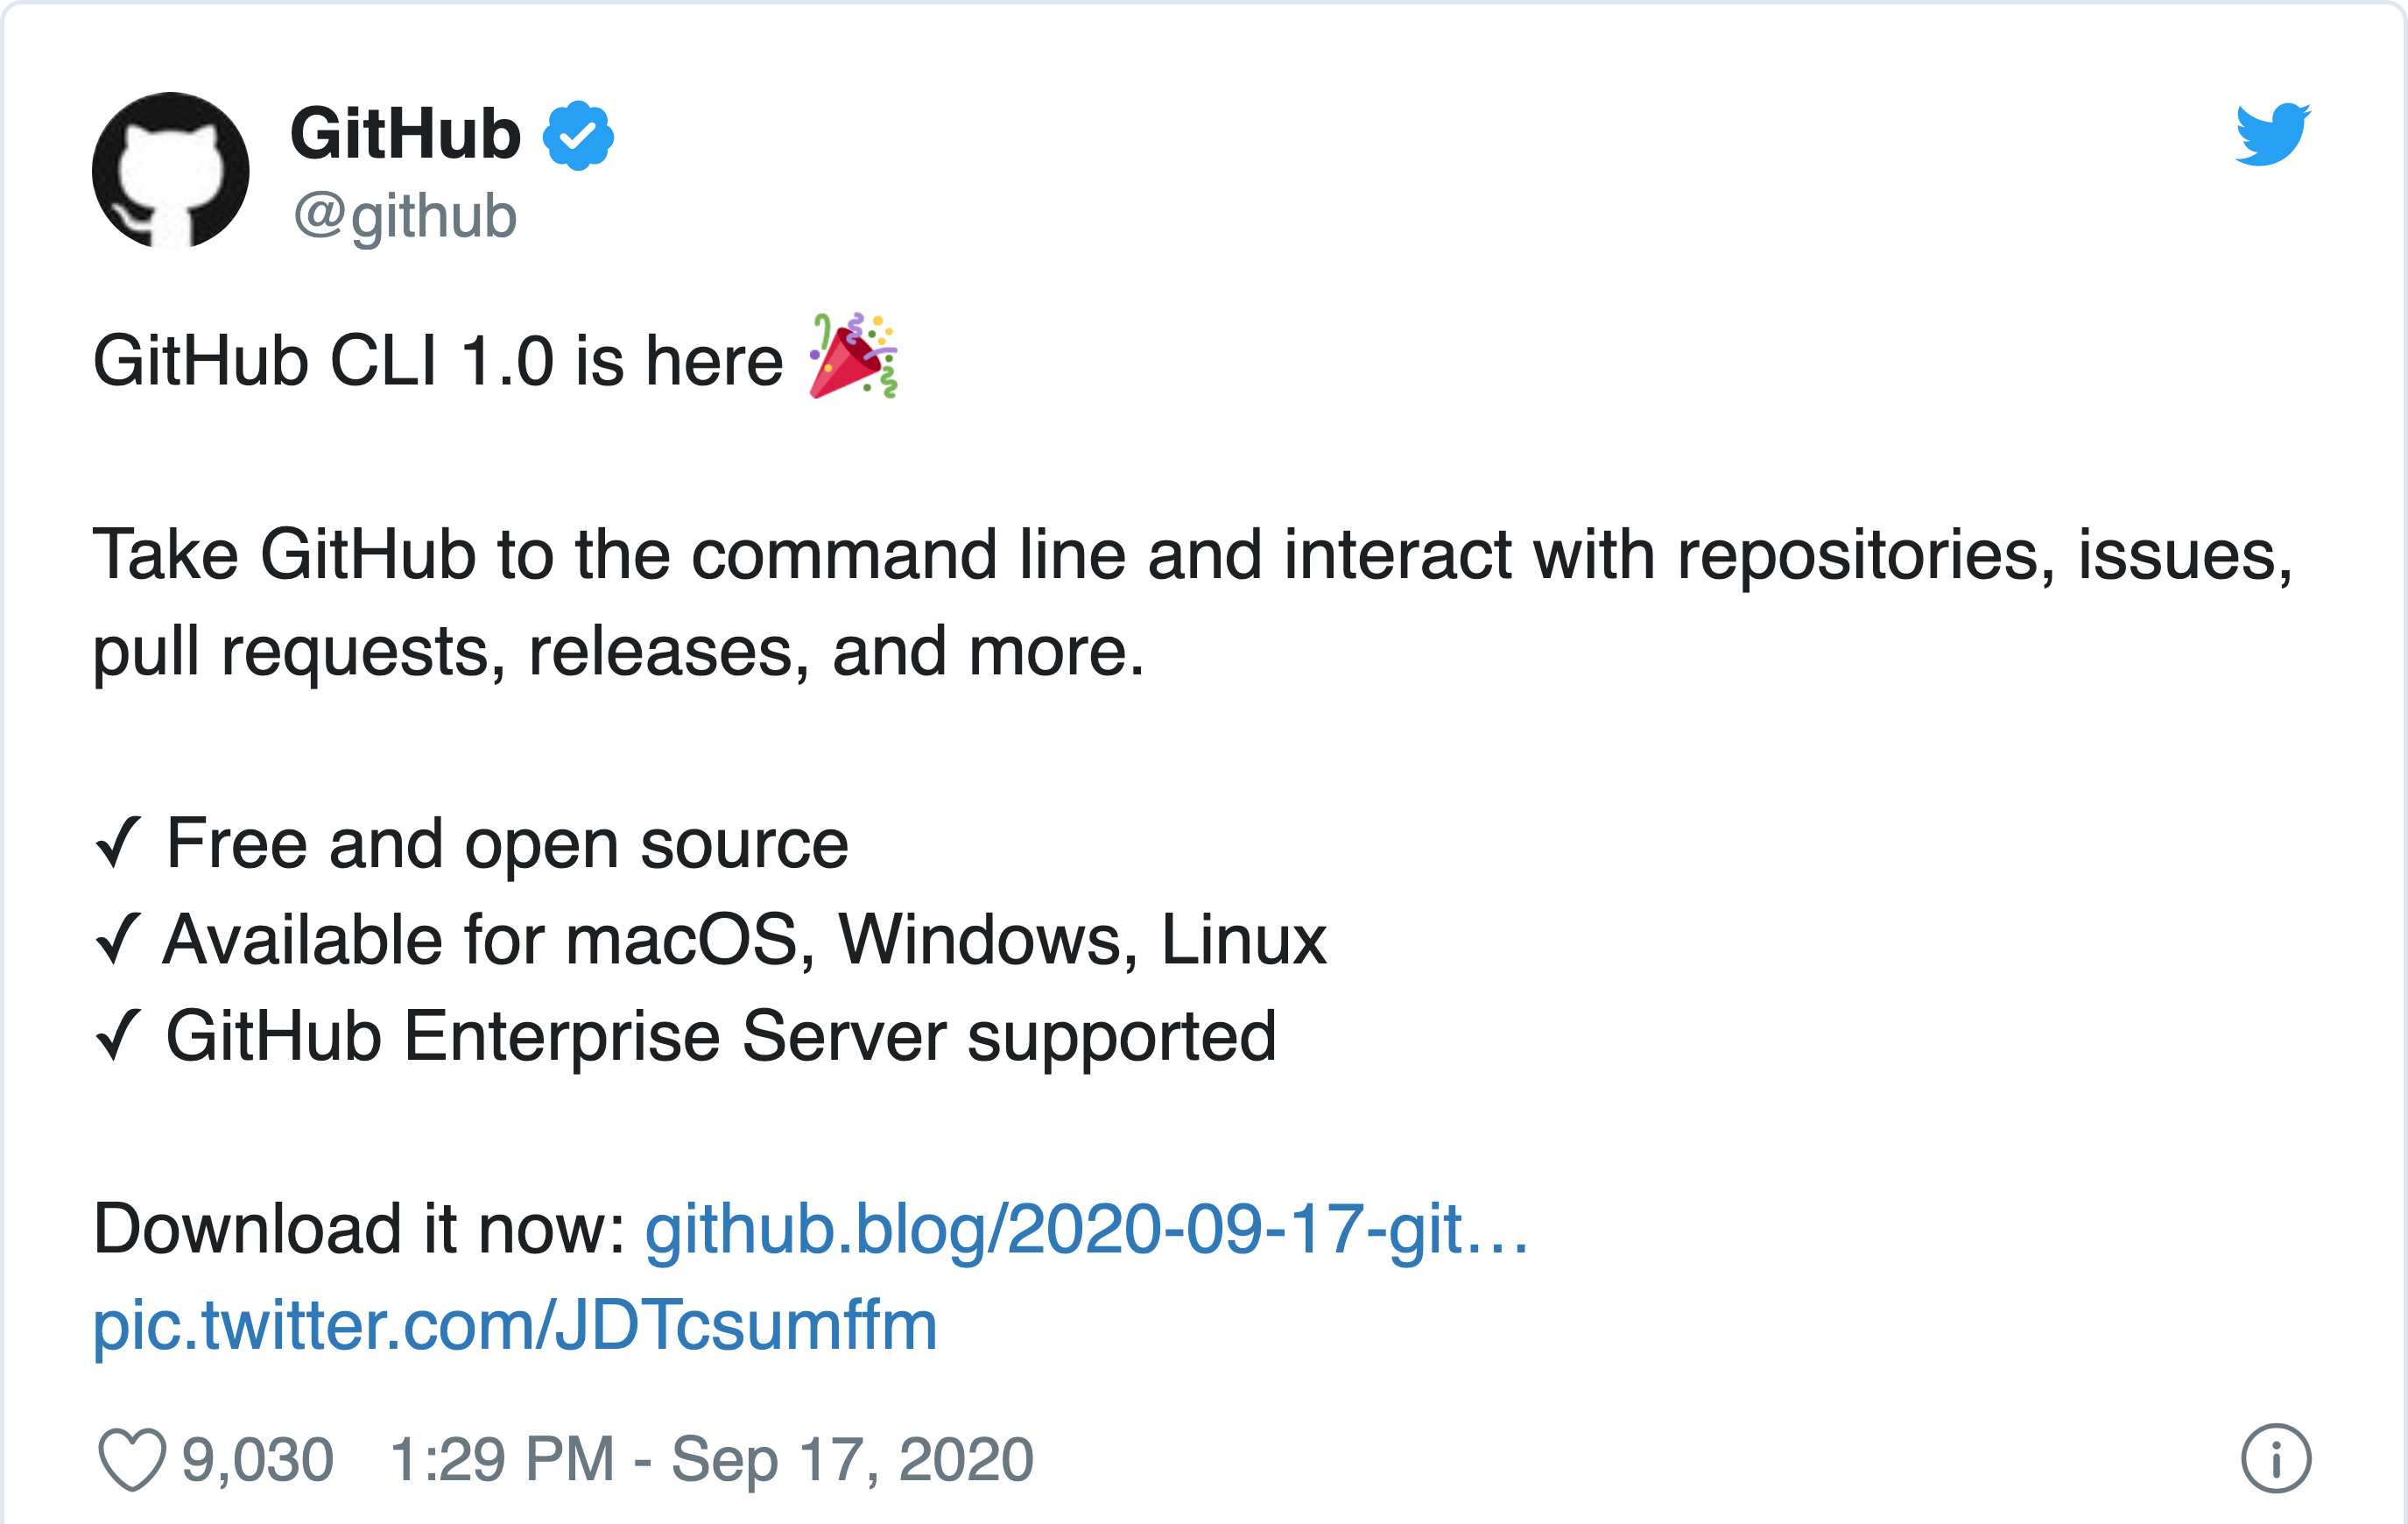 GitHub
@github
GitHub CLI 1.0 is here 🎉
Take GitHub to the command line and interact with repositories, issues,
pull requests, releases, and more.
✓ Free and open source
✓ Available for macOS, Windows, Linux
✓ GitHub Enterprise Server supported
Download it now: github.blog/2020-09-17-git…
pic.twitter.com/JDTcsumffm
9,030 1:29 PM - Sep 17, 2020